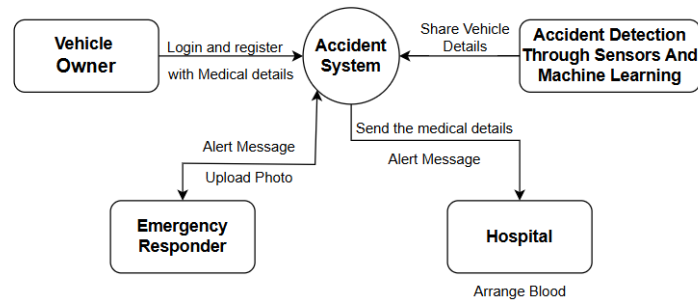 Vehicle
Owner
Login and register
with Medical details
Accident
System
Share Vehicle
Details
Accident Detection
Through Sensors And
Machine Learning
Alert Message
Upload Photo
Send the medical details
Alert Message
Emergency
Responder
Hospital
Arrange Blood